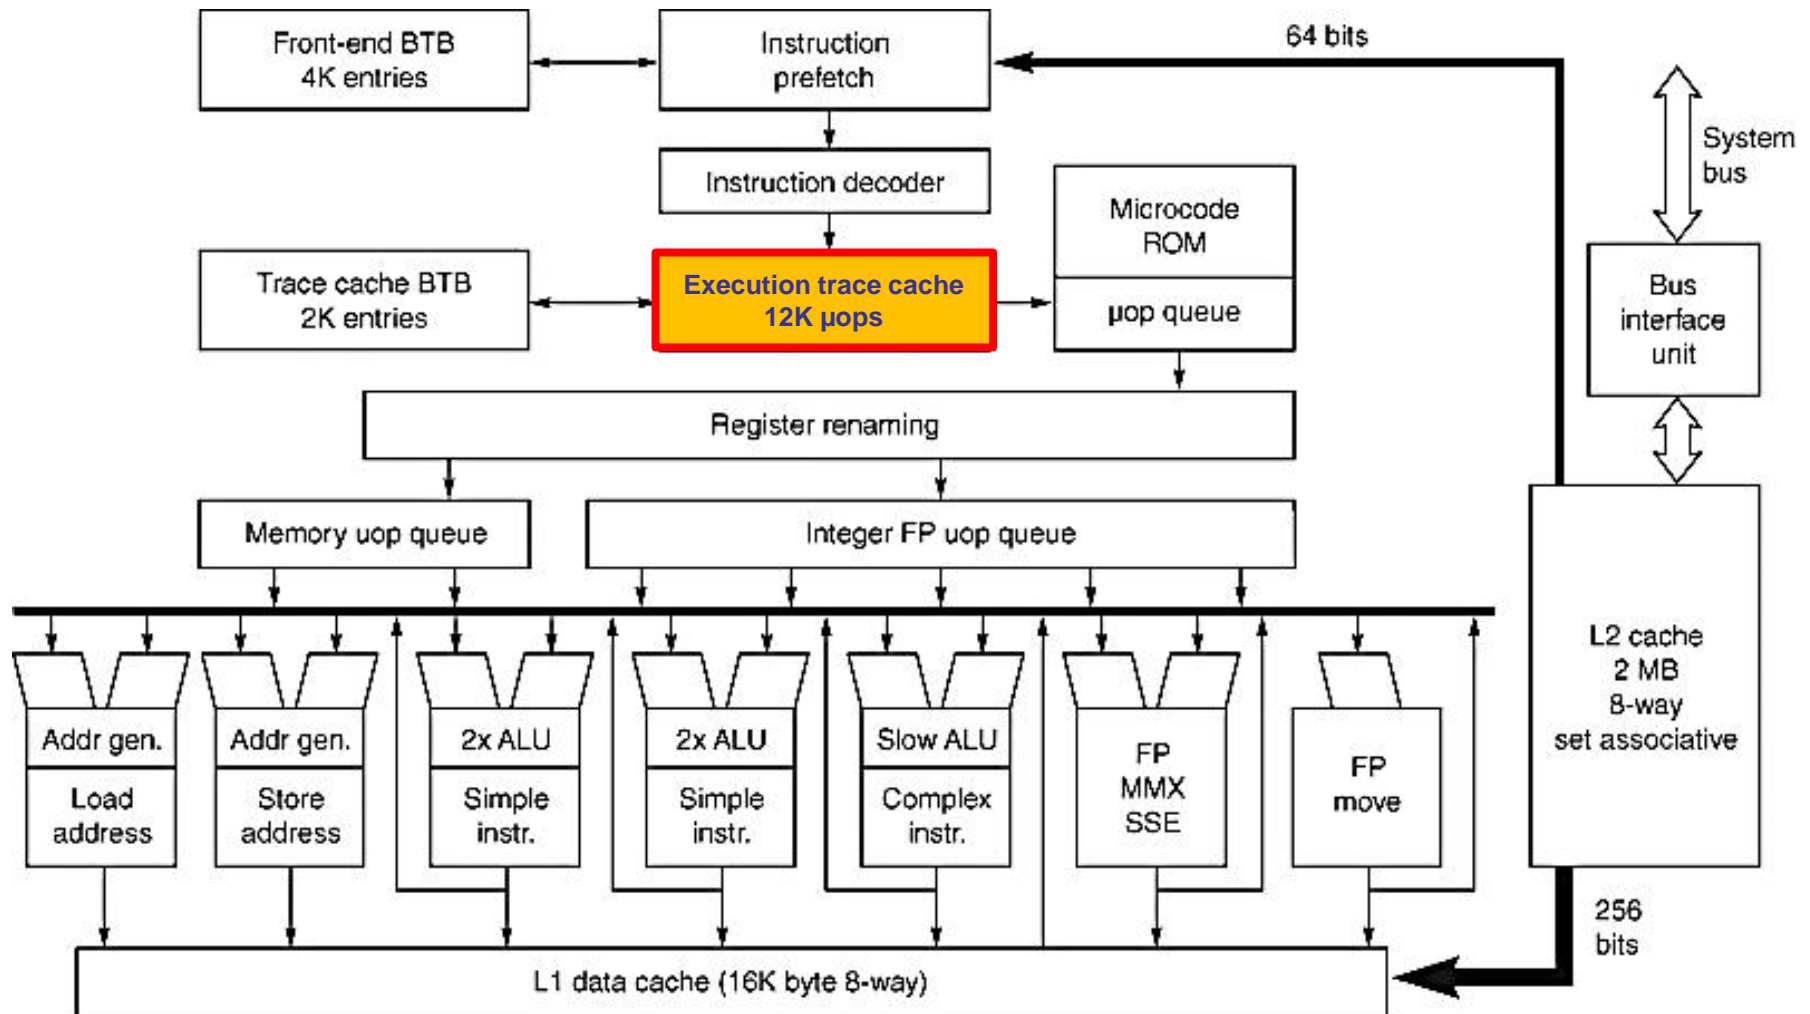 Front-end BTB
4K entries
Instruction
prefetch
64 bits
System
bus
Instruction decoder
Microcode
ROM
Trace cache BTB
2K entries
Execution trace cache
12K µops
µop queue
Bus
interface
unit
Register renaming
Memory uop queue
Integer FP uop queue
L2 cache
2 MB
8-way
set associative
Addr gen.
Load
address
Addr gen.
Store
address
2x ALU
Simple
instr.
2x ALU
Simple
instr.
Slow ALU
Complex
instr.
FP
MMX
SSE
FP
move
256
bits
L1 data cache (16K byte 8-way)